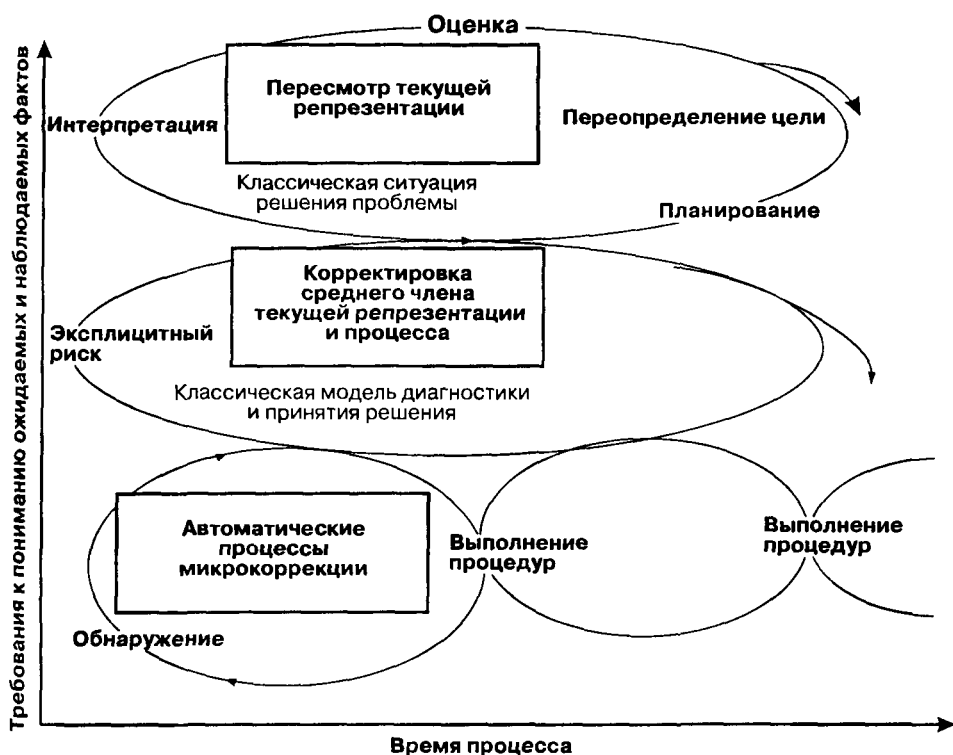 Требования к пониманию ожидаемых и наблюдаемых фактов
Оценка
Пересмотр текущей
репрезентации
Интерпретация
Переопределение цели
Классическая ситуация
решения проблемы
Планирование
Корректировка
среднего члена
текущей репрезентации
и процесса
Эксплицитный
риск
Классическая модель диагностики
и принятия решения
Автоматические
процессы
микрокоррекции
Выполнение
процедур
Выполнение
процедур
Обнаружение
Время процесса